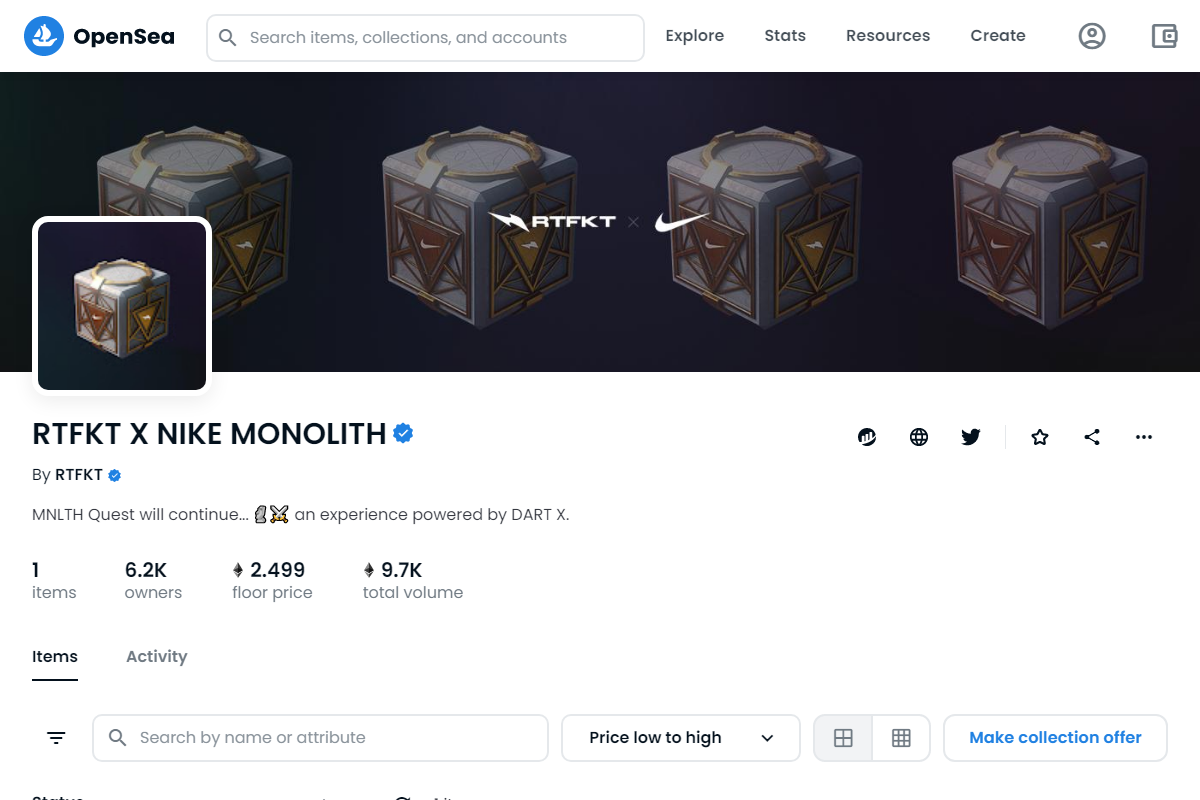 OpenSea
Search items, collections, and accounts
Explore
Stats
Resources
Create
RTFKT X
RTFKT X NIKE MONOLITH
By RTFKT
MNLTH Quest will continue... 🗿⚔️ an experience powered by DART X.
1
items
6.2K
owners
2.499
floor price
9.7K
total volume
Items
Activity
Search by name or attribute
Price low to high
Make collection offer
Status